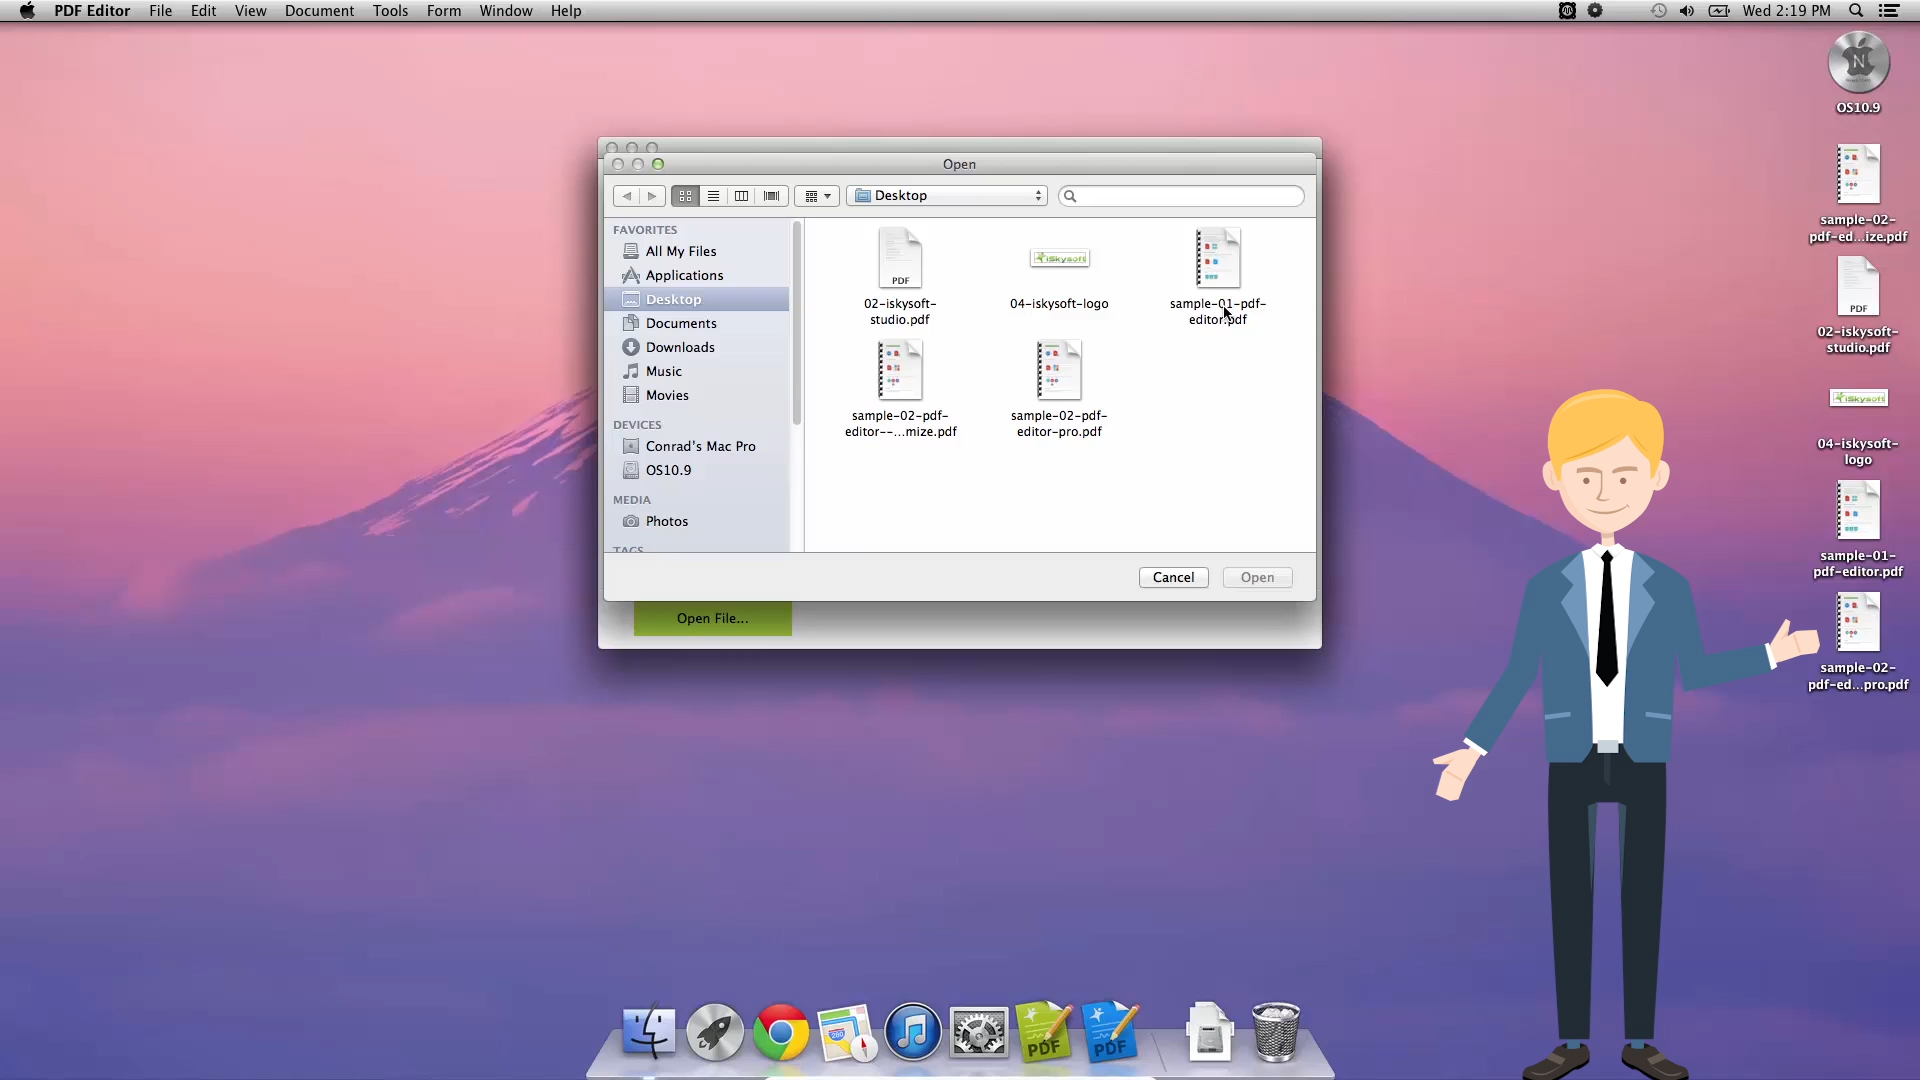 PDF Editor File Edit View Document Tools Form Window Help
Wed 2:19 PM
Open
Desktop
FAVORITES
All My Files
Applications
Desktop
Documents
Downloads
Music
Movies
DEVICES
Conrad's Mac Pro
OS10.9
MEDIA
Photos
TAGS
PDF
02-iskysoft-
studio.pdf
iSkysoft
04-iskysoft-logo
sample-01-pdf-
editor.pdf
sample-02-pdf-
editor--...mize.pdf
sample-02-pdf-
editor-pro.pdf
Cancel
Open
Open File...
N
OS10.9
sample-02-
pdf-ed...ize.pdf
PDF
02-iskysoft-
studio.pdf
iSkysoft
04-iskysoft-
logo
sample-01-
pdf-editor.pdf
sample-02-
pdf-ed...pro.pdf
280
PDF
PDF